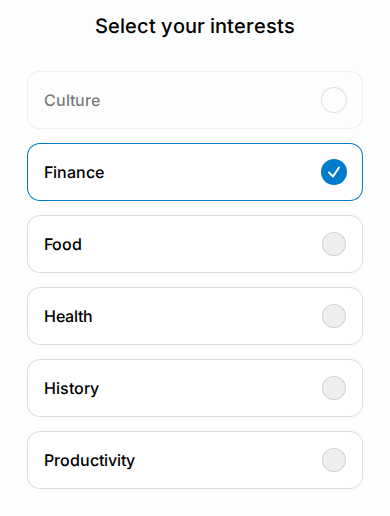 Select your interests
Culture
Finance
Food
Health
History
Productivity